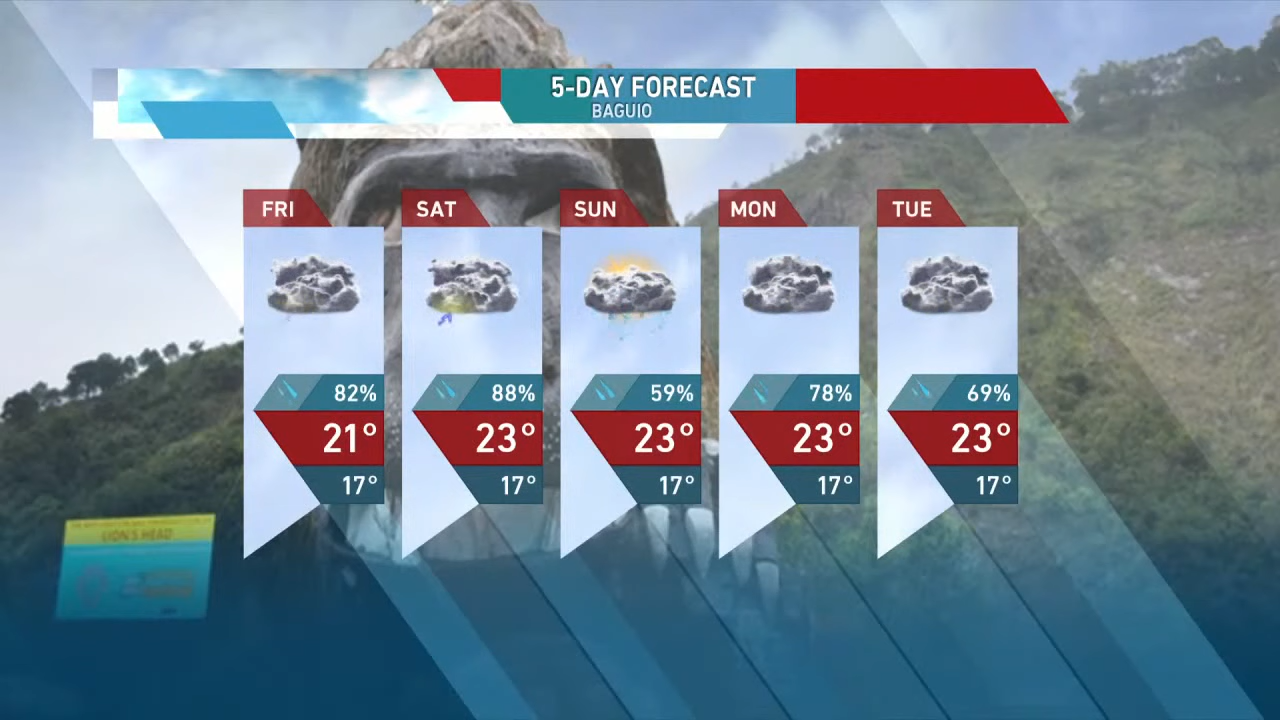 5-DAY FORECAST
BAGUIO
FRI
82%
21°
17°
SAT
88%
23°
17°
SUN
59%
23°
17°
MON
78%
23°
17°
TUE
69%
23°
17°
LION'S HEAD